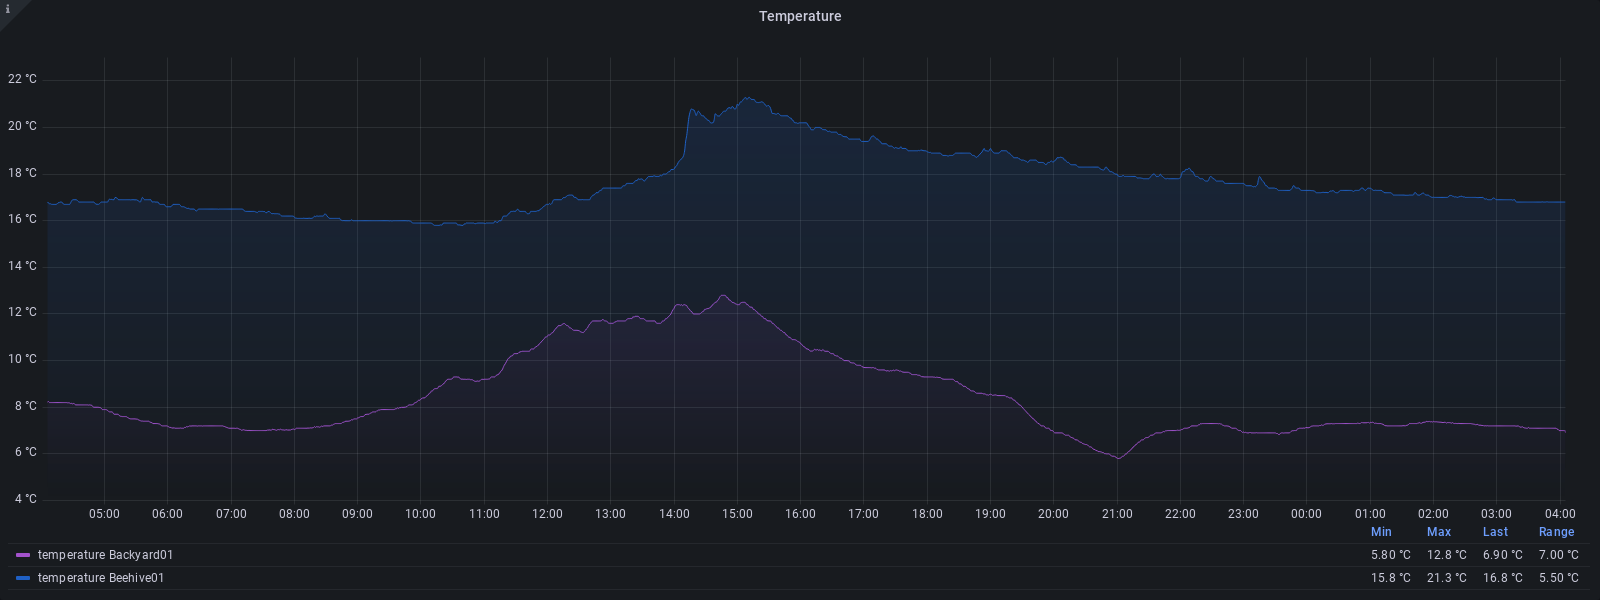 i
Temperature
22 °C
20 °C
18 °C
16 °C
14 °C
12 °C
10 °C
8 °C
6 °C
4 °C
05:00 06:00 07:00 08:00 09:00 10:00 11:00 12:00 13:00 14:00 15:00 16:00 17:00 18:00 19:00 20:00 21:00 22:00 23:00 00:00 01:00 02:00 03:00 04:00
Min Max Last Range
temperature Backyard01 5.80 °C 12.8 °C 6.90 °C 7.00 °C
temperature Beehive01 15.8 °C 21.3 °C 16.8 °C 5.50 °C